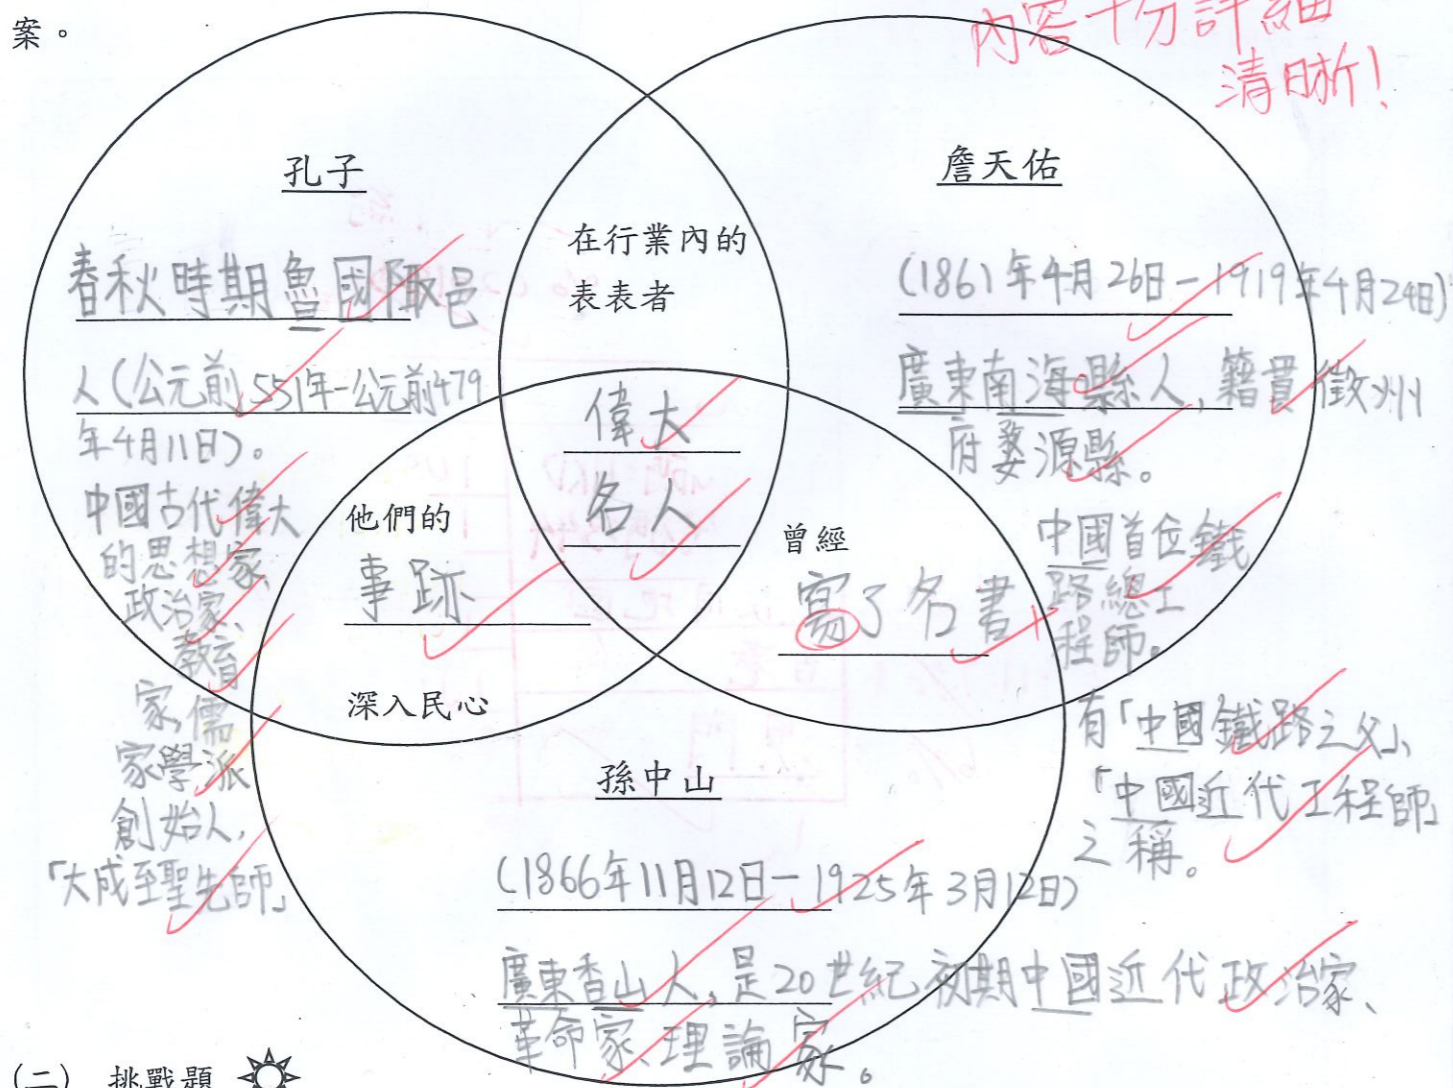 案。
內容十分詳細
清晰!
孔子
春秋時期魯國陬邑
人(公元前551年-公元前479
年4月11日)。
中國古代偉大
的思想家、
政治家、
教育
家,儒
家學派
創始人,
「大成至聖先師」
在行業內的
表表者
詹天佑
(1861年4月26日-1919年4月24日)
廣東南海縣人,籍貫徵州
府婺源縣。
中國首位鐵
路總工
程師。
有「中國鐵路之父」、
「中國近代工程師」
之稱。
偉大
名人
他們的
事跡
深入民心
曾經
寫了名書
孫中山
(1866年11月12日-1925年3月12日)
廣東香山人,是20世紀初期中國近代政治家、
革命家、理論家。
(二) 挑戰題